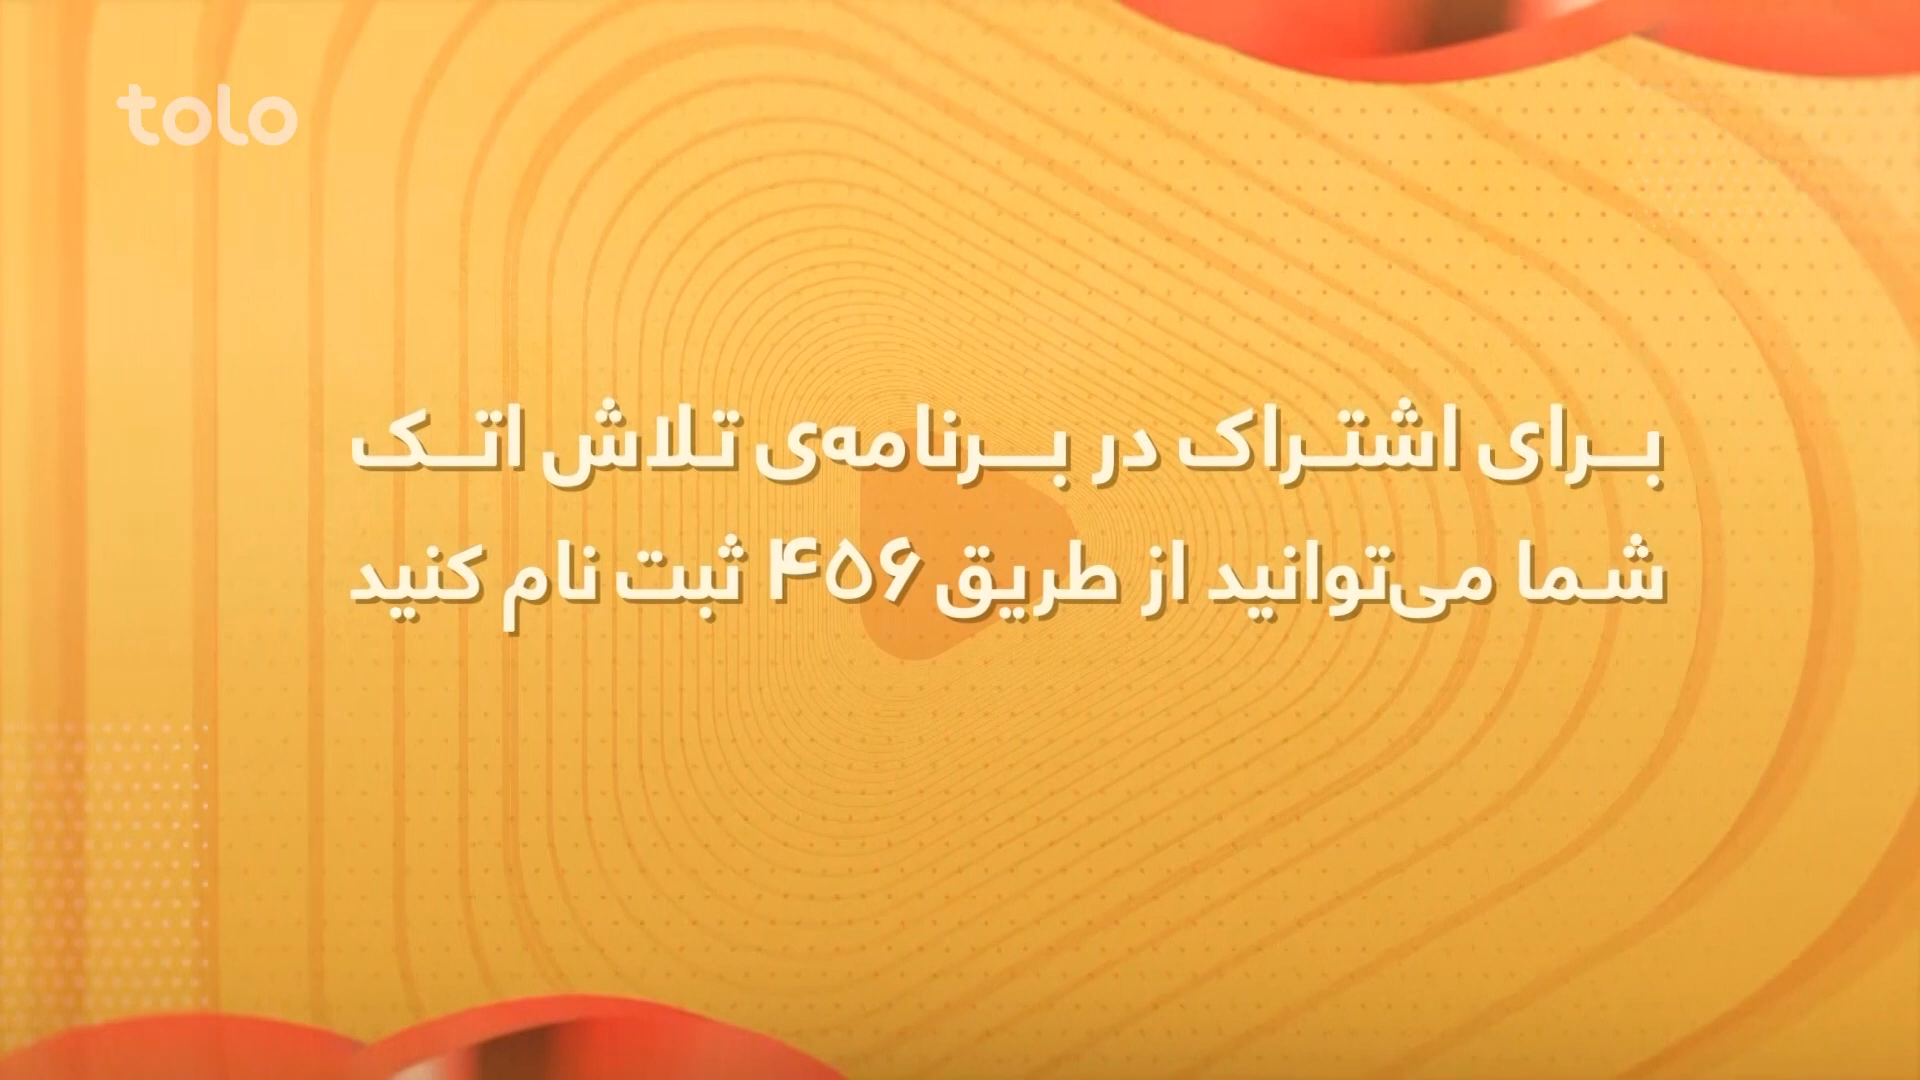 tolo
برای اشتراک در برنامه‌ی تلاش اتک
شما می‌توانید از طریق ۴۵۶ ثبت نام کنید